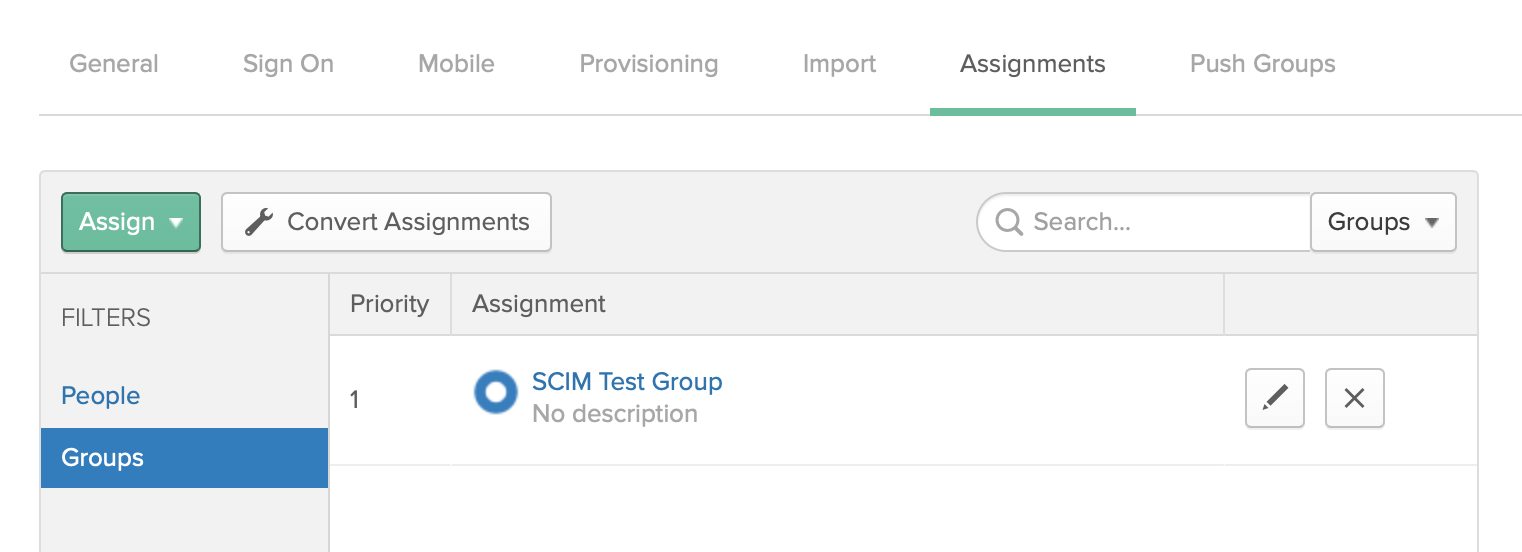 General Sign On Mobile Provisioning Import Assignments Push Groups
Assign Convert Assignments Search... Groups
FILTERS
Priority Assignment
People
Groups
1
SCIM Test Group
No description